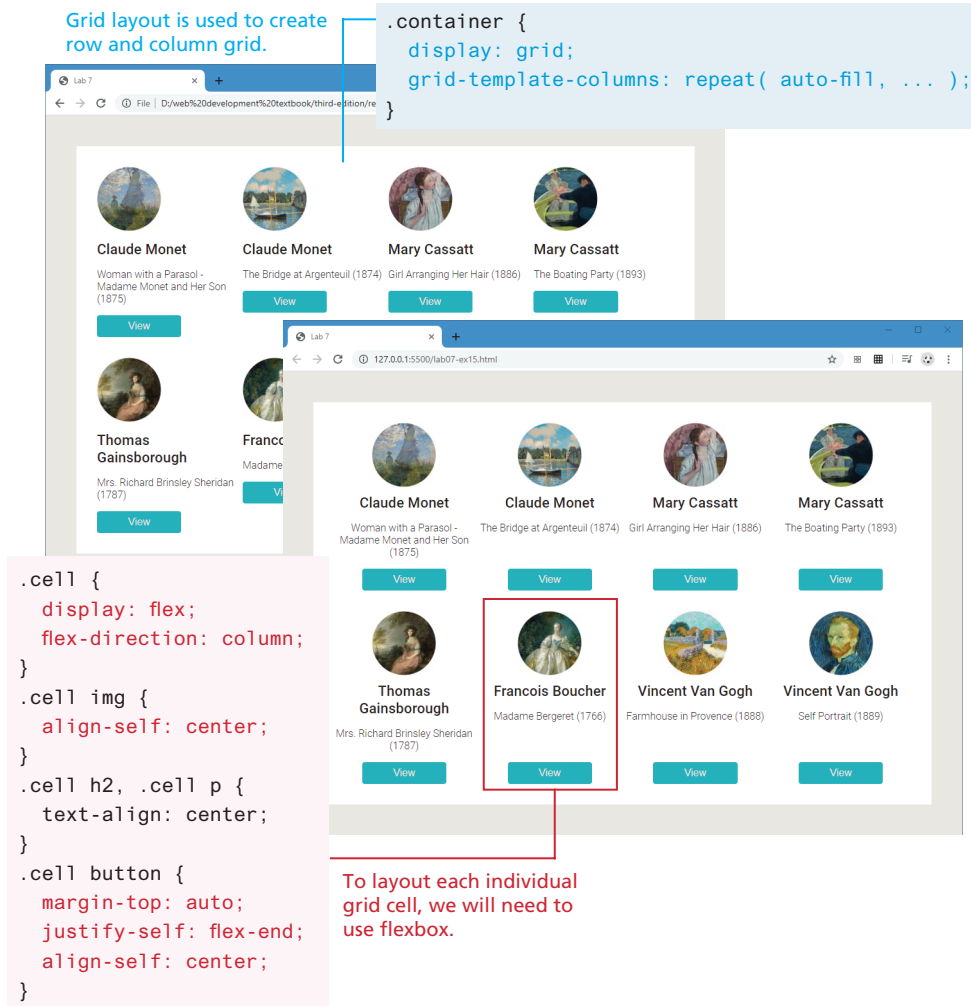 Grid layout is used to create
row and column grid.
.container {
display: grid;
grid-template-columns: repeat( auto-fill, ... );
}
Lab 7
File | D:/web%20development%20textbook/third-edition/re
Claude Monet
Woman with a Parasol -
Madame Monet and Her Son
(1875)
View
Claude Monet
The Bridge at Argenteuil (1874)
View
Mary Cassatt
Girl Arranging Her Hair (1886)
View
Mary Cassatt
The Boating Party (1893)
View
Thomas
Gainsborough
Mrs. Richard Brinsley Sheridan
(1787)
View
Franco
Madame
Vi
Lab 7
127.0.0.1:5500/lab07-ex15.html
Claude Monet
Woman with a Parasol -
Madame Monet and Her Son
(1875)
View
Claude Monet
The Bridge at Argenteuil (1874)
View
Mary Cassatt
Girl Arranging Her Hair (1886)
View
Mary Cassatt
The Boating Party (1893)
View
Thomas
Gainsborough
Mrs. Richard Brinsley Sheridan
(1787)
View
Francois Boucher
Madame Bergeret (1766)
View
Vincent Van Gogh
Farmhouse in Provence (1888)
View
Vincent Van Gogh
Self Portrait (1889)
View
.cell {
display: flex;
flex-direction: column;
}
.cell img {
align-self: center;
}
.cell h2, .cell p {
text-align: center;
}
.cell button {
margin-top: auto;
justify-self: flex-end;
align-self: center;
}
To layout each individual
grid cell, we will need to
use flexbox.